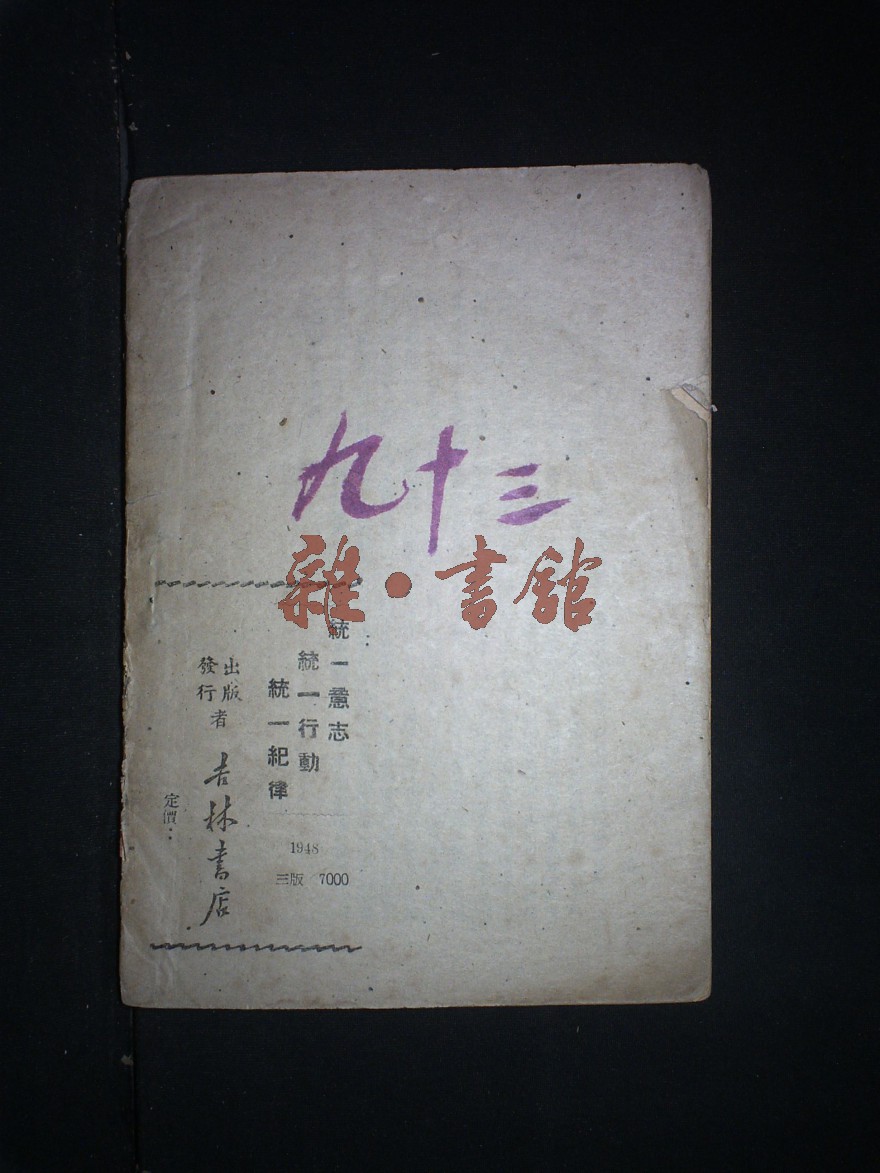 九十三
雜·書舘
統一意志
統一行動
統一紀律
1948
三版 7000
出版
發行者
吉林書店
定價：